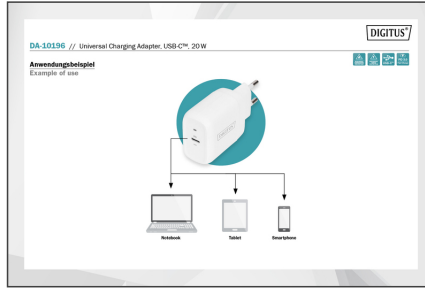 DIGITUS®
DA-10196 // Universal Charging Adapter, USB-C™, 20 W
Anwendungsbeispiel
Example of use
DIGITUS
Notebook
Tablet
Smartphone